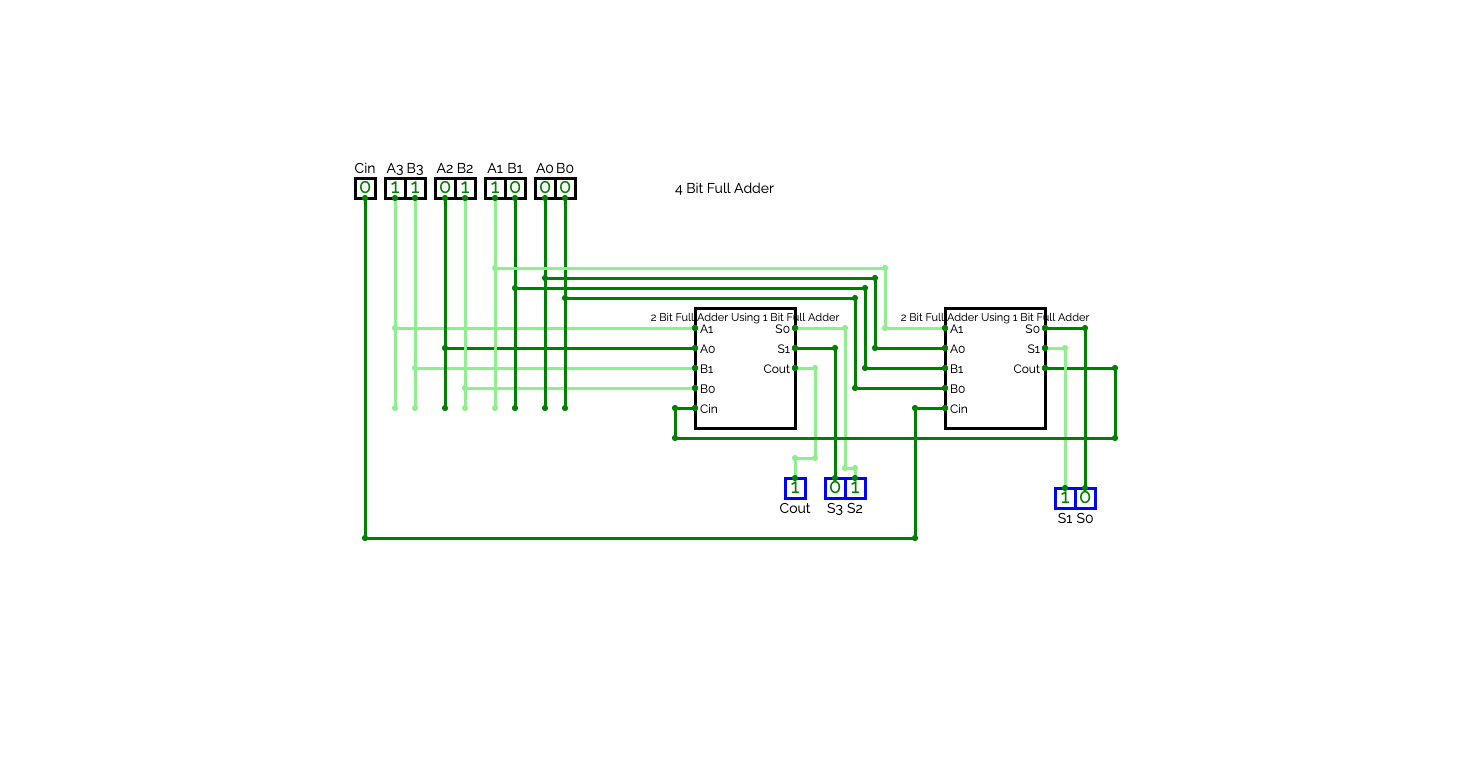 Cin A3 B3 A2 B2 A1 B1 A0 B0
0 1 1 0 1 1 0 0 0
4 Bit Full Adder
2 Bit Full Adder Using 1 Bit Full Adder
A1 S0
A0 S1
B1 Cout
B0
Cin
2 Bit Full Adder Using 1 Bit Full Adder
A1 S0
A0 S1
B1 Cout
B0
Cin
1 0 1
Cout S3 S2
1 0
S1 S0